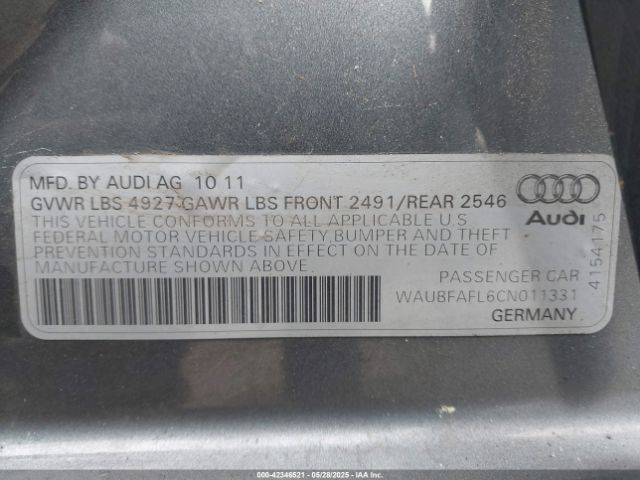 MFD. BY AUDI AG 10 11
GVWR LBS 4927 GAWR LBS FRONT 2491/REAR 2546
THIS VEHICLE CONFORMS TO ALL APPLICABLE U.S
FEDERAL MOTOR VEHICLE SAFETY,BUMPER AND THEFT
PREVENTION STANDARDS IN EFFECT ON THE DATE OF
MANUFACTURE SHOWN ABOVE.
Audi
4154175
PASSENGER CAR
WAUBFAFL6CN011331
GERMANY
000-42346521 - 05/28/2025 - IAAI.COM